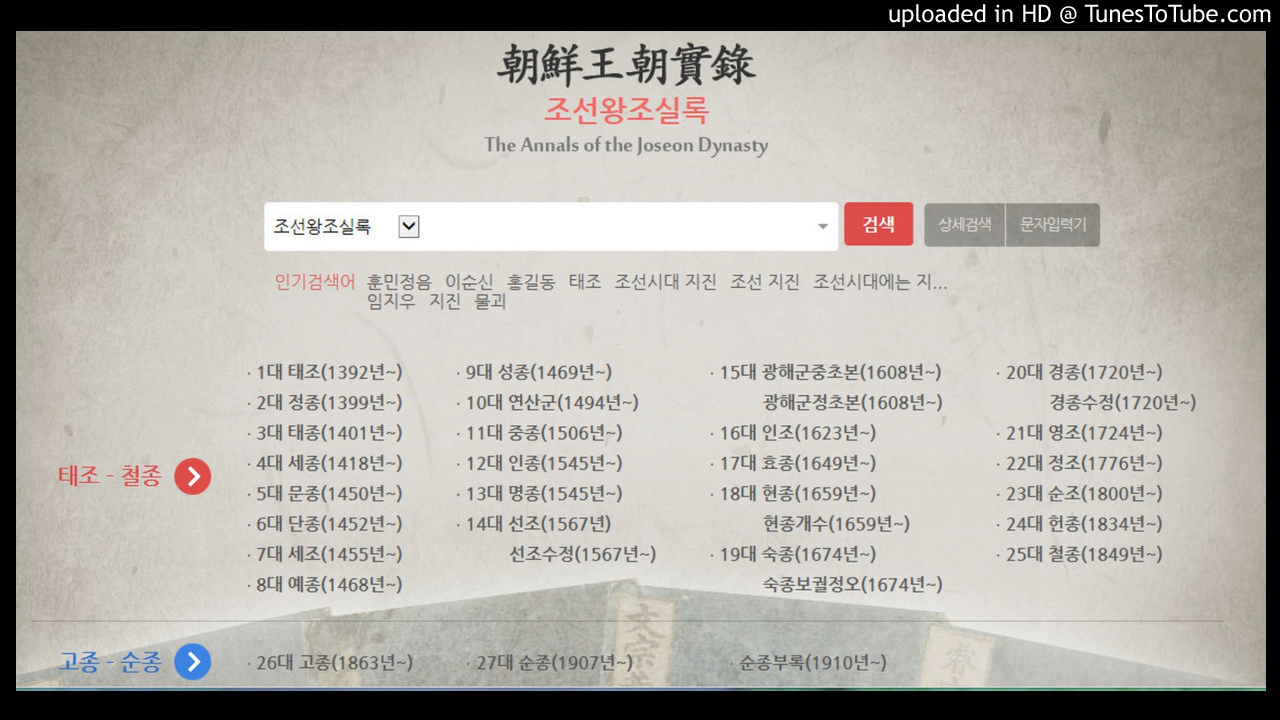 uploaded in HD @ TunesToTube.com
朝鮮王朝實錄
조선왕조실록
The Annals of the Joseon Dynasty
조선왕조실록 검색 상세검색 문자입력기
인기검색어 훈민정음 이순신 홍길동 태조 조선시대 지진 조선 지진 조선시대에는 지...
임지우 지진 물괴
태조 - 철종
· 1대 태조(1392년~)
· 2대 정종(1399년~)
· 3대 태종(1401년~)
· 4대 세종(1418년~)
· 5대 문종(1450년~)
· 6대 단종(1452년~)
· 7대 세조(1455년~)
· 8대 예종(1468년~)
· 9대 성종(1469년~)
· 10대 연산군(1494년~)
· 11대 중종(1506년~)
· 12대 인종(1545년~)
· 13대 명종(1545년~)
· 14대 선조(1567년)
선조수정(1567년~)
· 15대 광해군중초본(1608년~)
광해군정초본(1608년~)
· 16대 인조(1623년~)
· 17대 효종(1649년~)
· 18대 현종(1659년~)
현종개수(1659년~)
· 19대 숙종(1674년~)
숙종보궐정오(1674년~)
· 20대 경종(1720년~)
경종수정(1720년~)
· 21대 영조(1724년~)
· 22대 정조(1776년~)
· 23대 순조(1800년~)
· 24대 헌종(1834년~)
· 25대 철종(1849년~)
고종 - 순종
· 26대 고종(1863년~) · 27대 순종(1907년~) · 순종부록(1910년~)
文宗